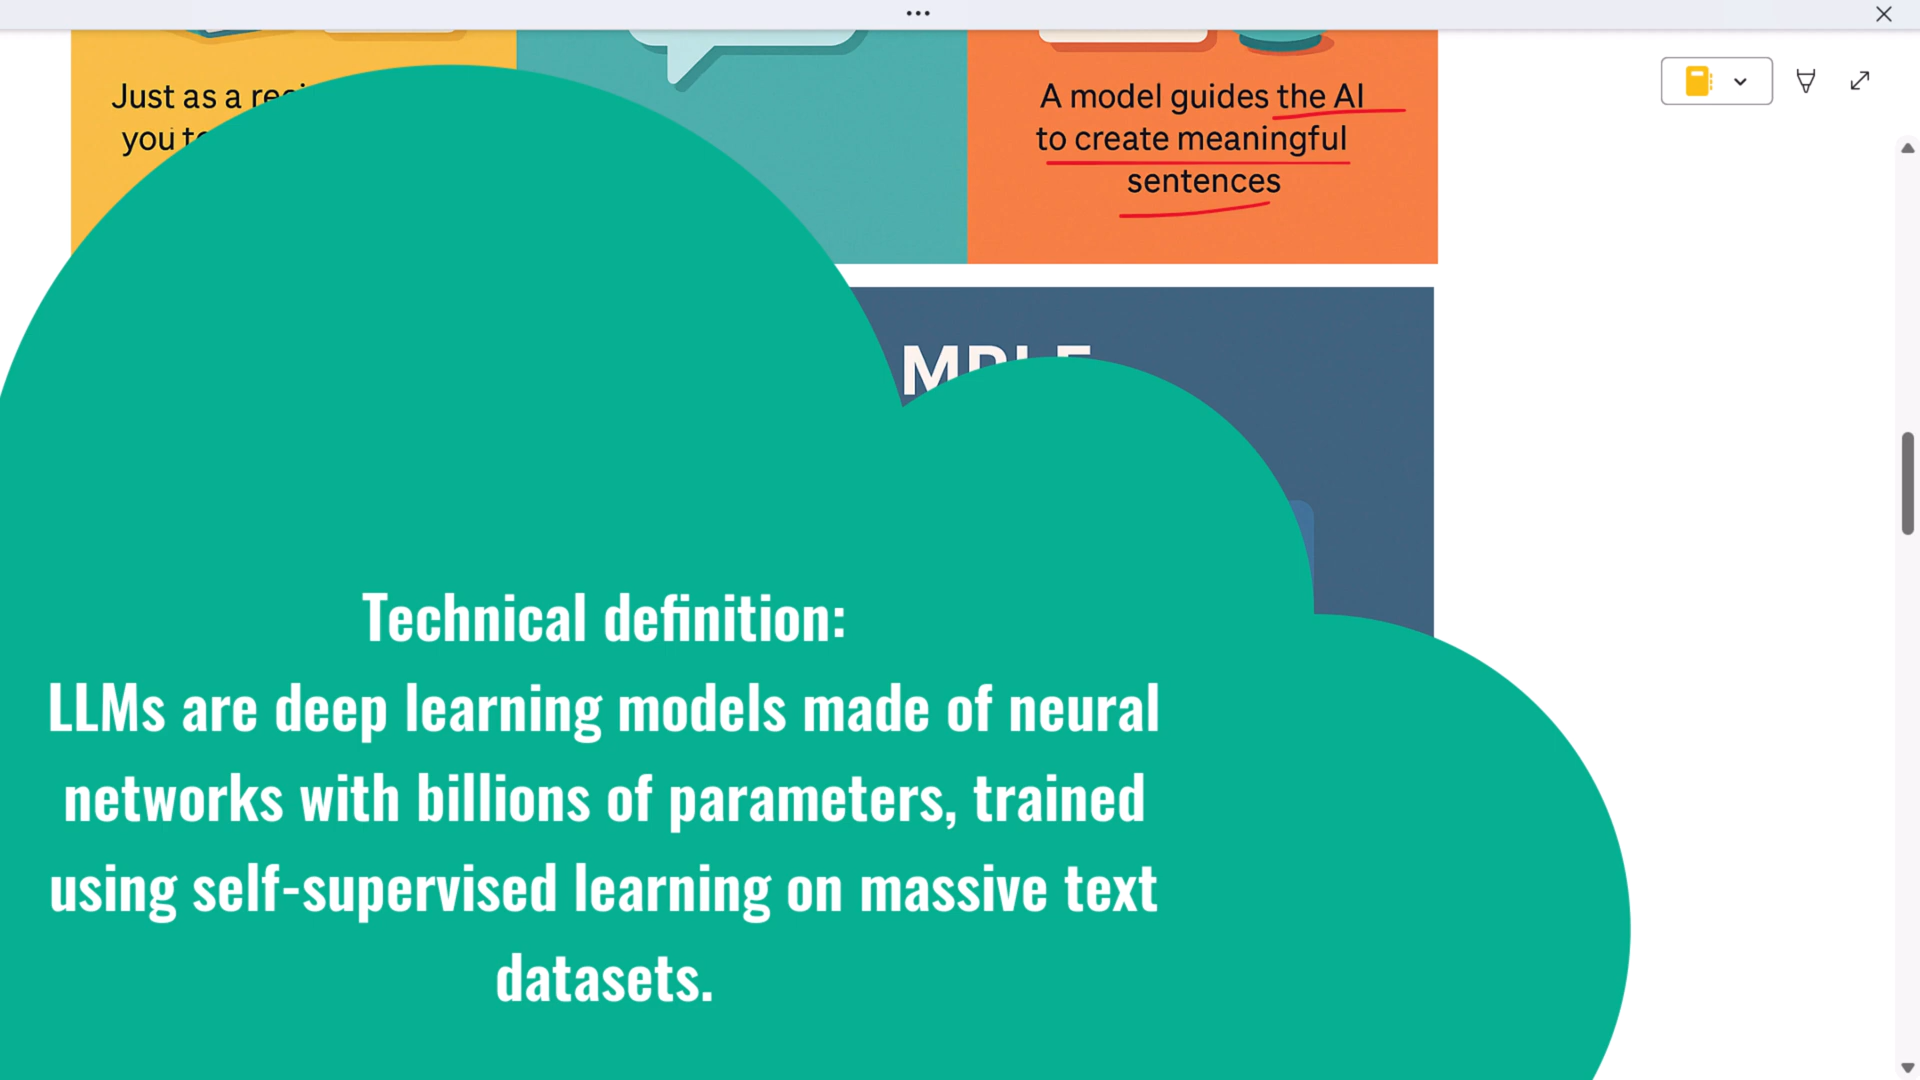 Just as a
you
A model guides the AI
to create meaningful
sentences
Technical definition:
LLMs are deep learning models made of neural
networks with billions of parameters, trained
using self-supervised learning on massive text
datasets.